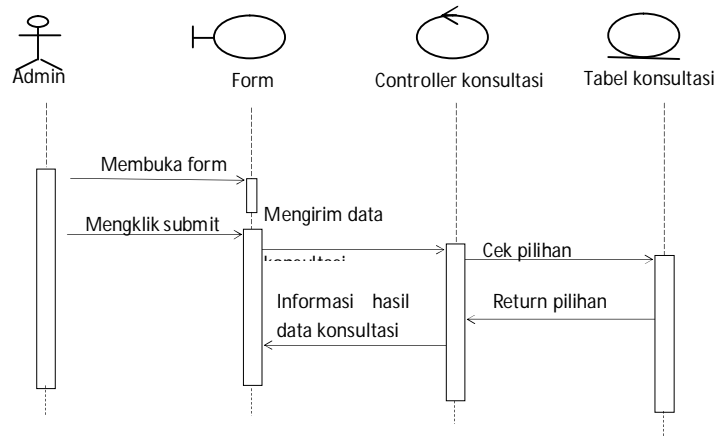 Admin
Form
Controller konsultasi
Tabel konsultasi
Membuka form
Mengklik submit
Mengirim data
konsultasi
Cek pilihan
Informasi hasil
data konsultasi
Return pilihan